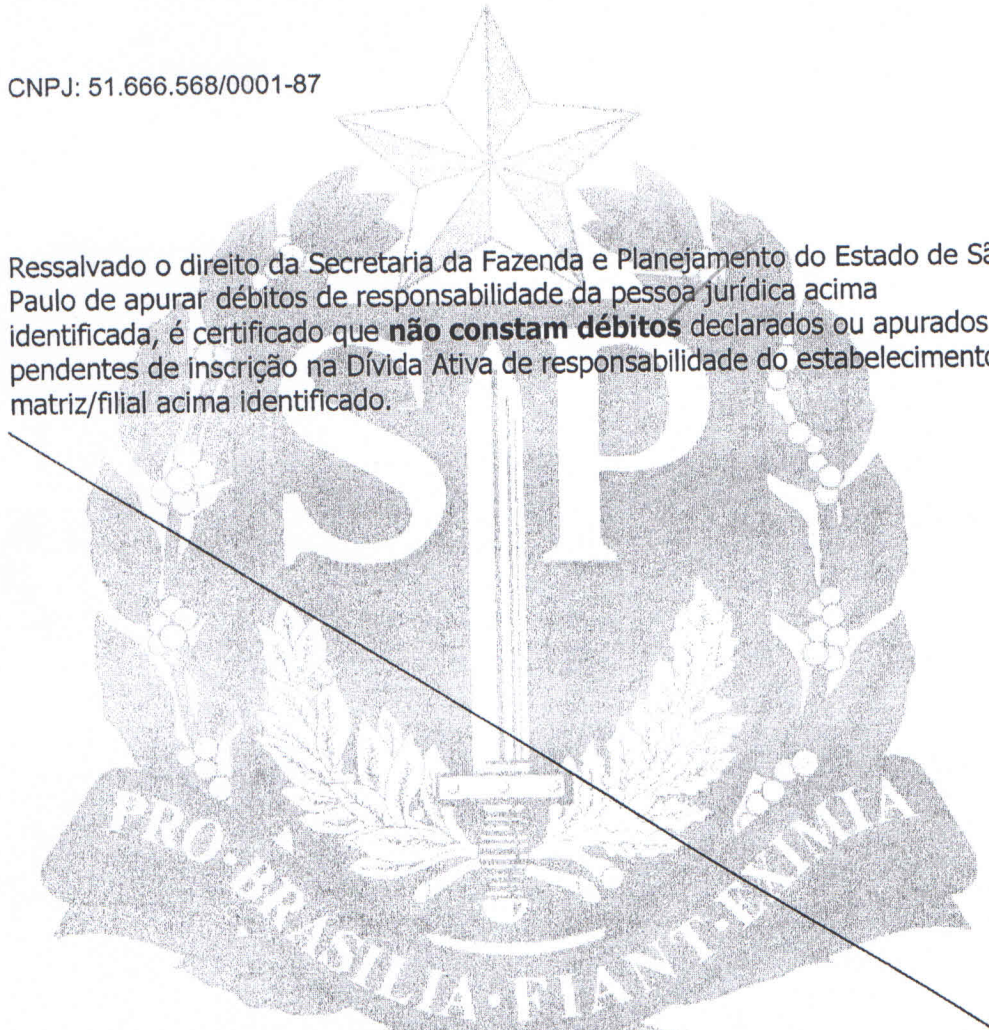 CNPJ: 51.666.568/0001-87
Ressalvado o direito da Secretaria da Fazenda e Planejamento do Estado de Sã
Paulo de apurar débitos de responsabilidade da pessoa jurídica acima
identificada, é certificado que não constam débitos declarados ou apurados
pendentes de inscrição na Dívida Ativa de responsabilidade do estabelecimento
matriz/filial acima identificado.
SP
PRO·BRASILIA·FIANT·EXIMIA